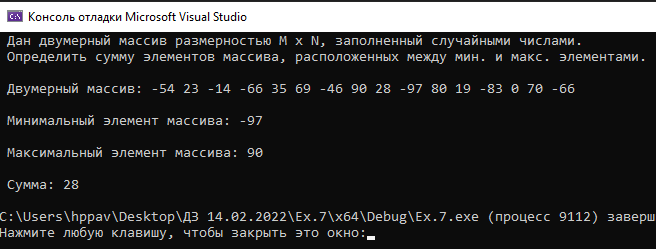 Консоль отладки Microsoft Visual Studio
Дан двумерный массив размерностью M x N, заполненный случайными числами.
Определить сумму элементов массива, расположенных между мин. и макс. элементами.
Двумерный массив: -54 23 -14 -66 35 69 -46 90 28 -97 80 19 -83 0 70 -66
Минимальный элемент массива: -97
Максимальный элемент массива: 90
Сумма: 28
C:\Users\hppav\Desktop\ДЗ 14.02.2022\Ex.7\x64\Debug\Ex.7.exe (процесс 9112) заверш
Нажмите любую клавишу, чтобы закрыть это окно: